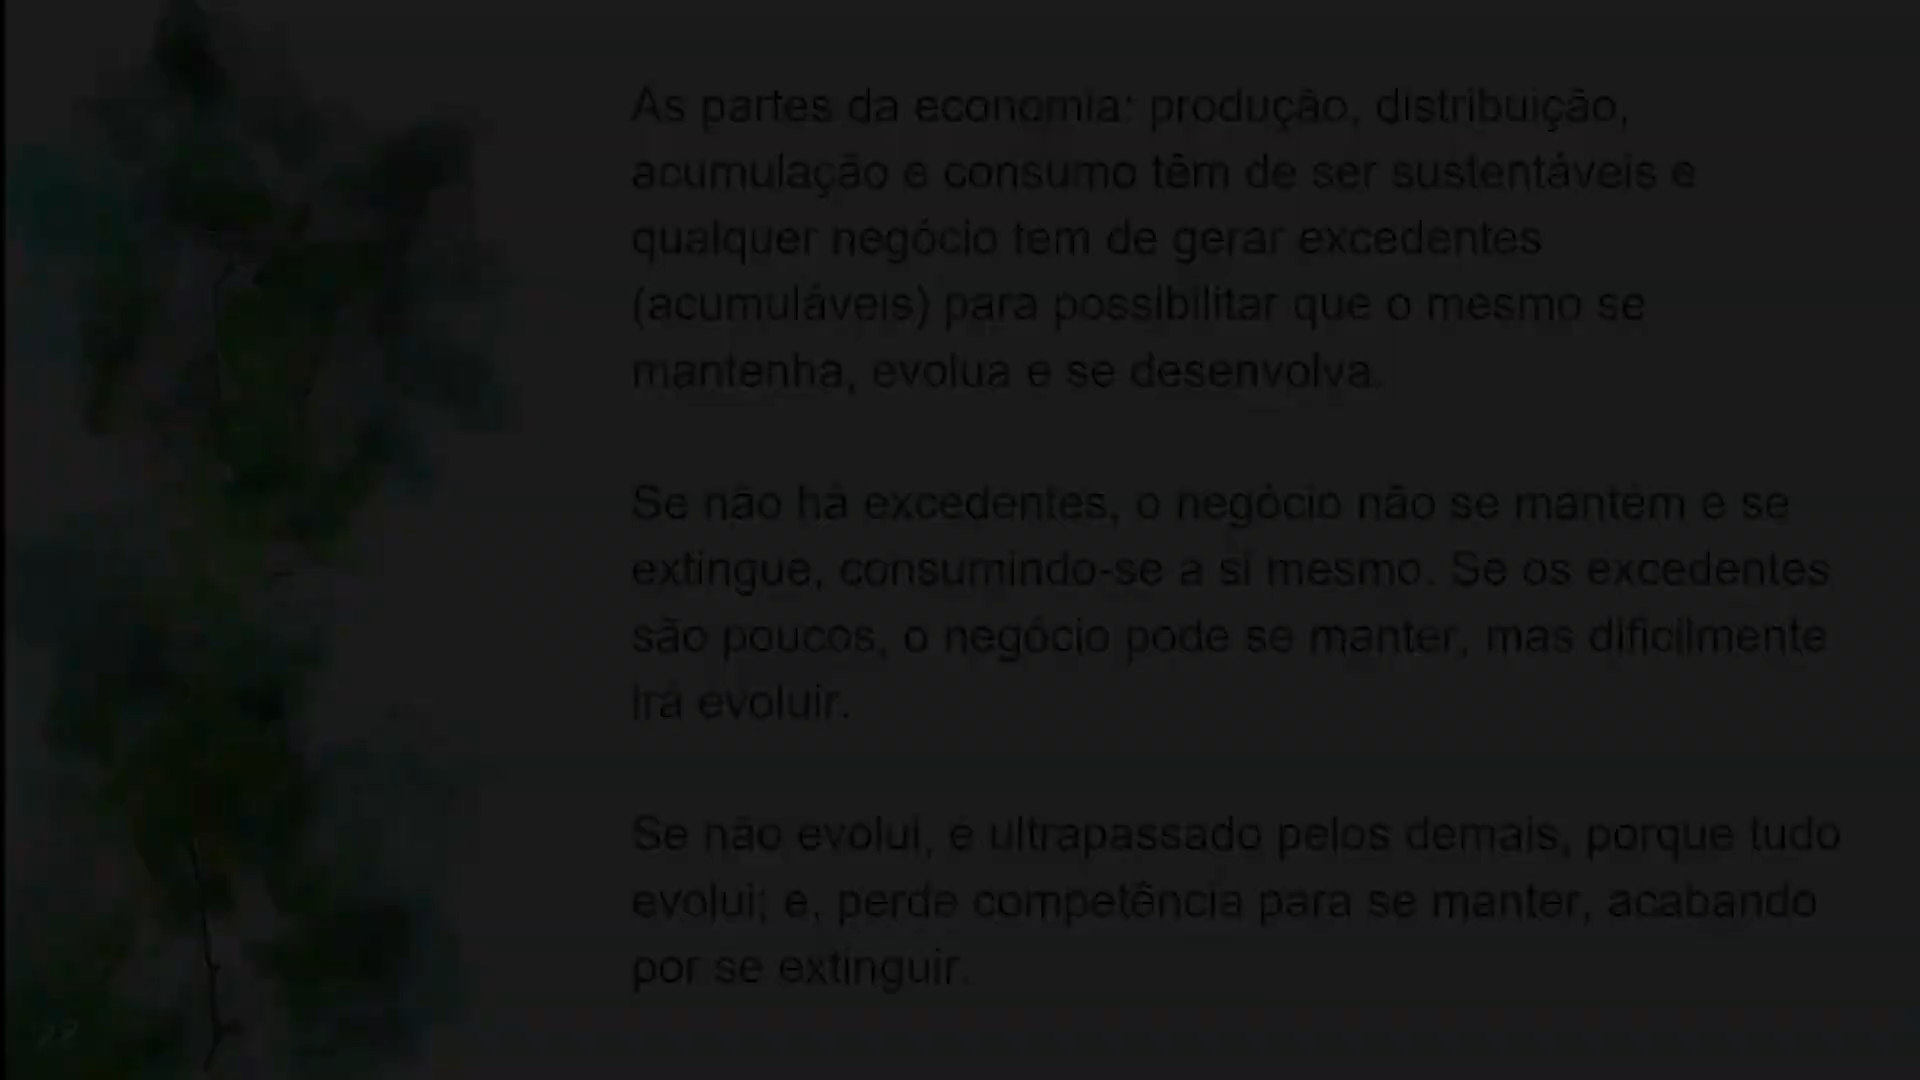 As partes da economia: produção, distribuição,
acumulação e consumo têm de ser sustentáveis e
qualquer negócio tem de gerar excedentes
(acumuláveis) para possibilitar que o mesmo se
mantenha, evolua e se desenvolva.
Se não há excedentes, o negócio não se mantém e se
extingue, consumindo-se a si mesmo. Se os excedentes
são poucos, o negócio pode se manter, mas dificilmente
irá evoluir.
Se não evolui, é ultrapassado pelos demais, porque tudo
evolui; e, perde competência para se manter, acabando
por se extinguir.